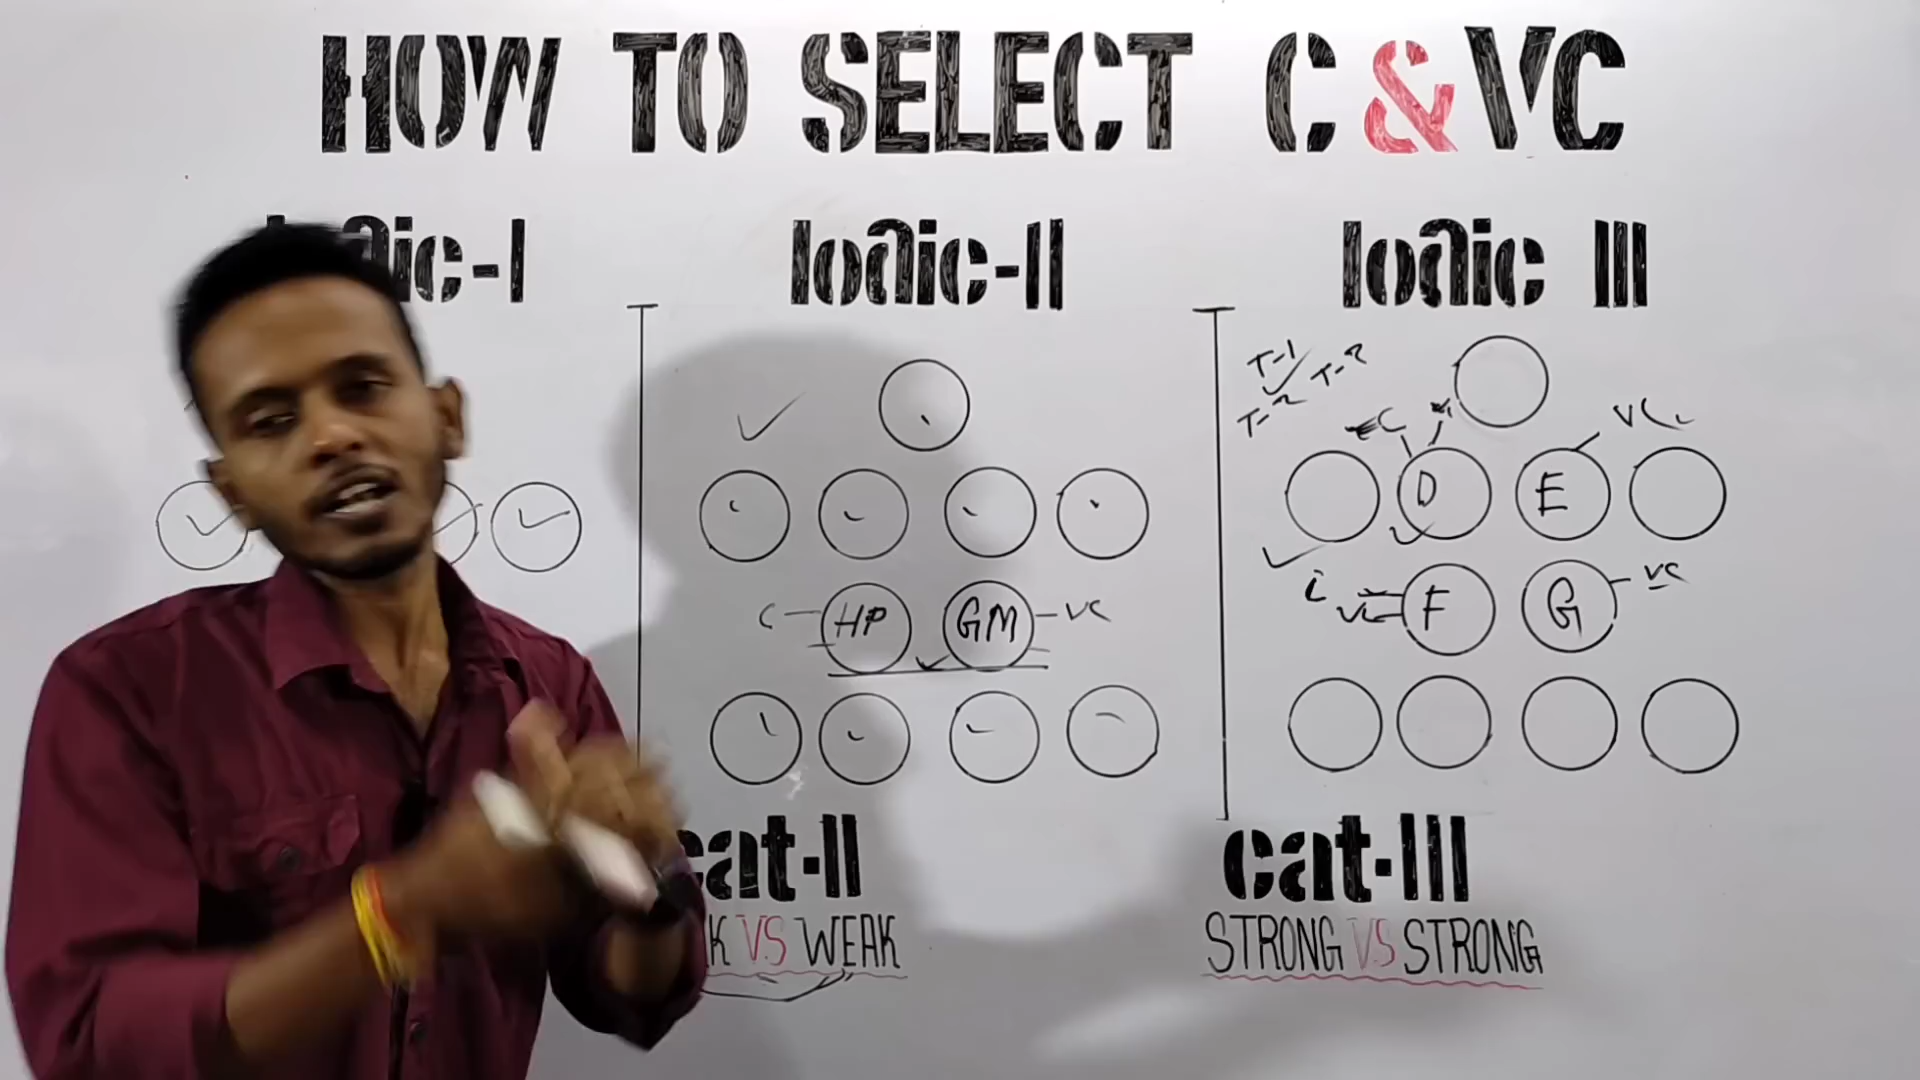 HOW TO SELECT C & VC
logic-I
logic-II
logic III
T-1
T-2
T-2
C
VC
D
E
C
HP
GM
VC
VC
F
G
VC
cat-II
cat-III
VS WEAK
STRONG VS STRONG